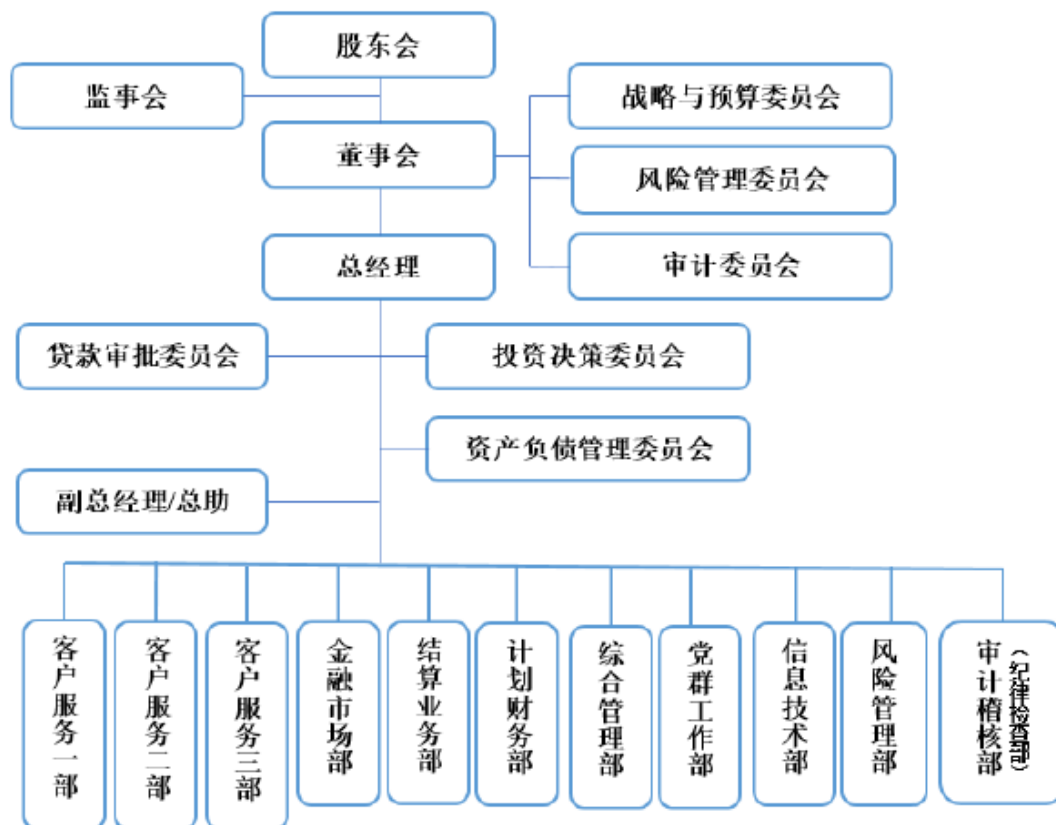 股东会
监事会
战略与预算委员会
董事会
风险管理委员会
总经理
审计委员会
贷款审批委员会
投资决策委员会
资产负债管理委员会
副总经理/总助
客户服务一部
客户服务二部
客户服务三部
金融市场部
结算业务部
计划财务部
综合管理部
党群工作部
信息技术部
风险管理部
审计稽核部
（纪律检查部）